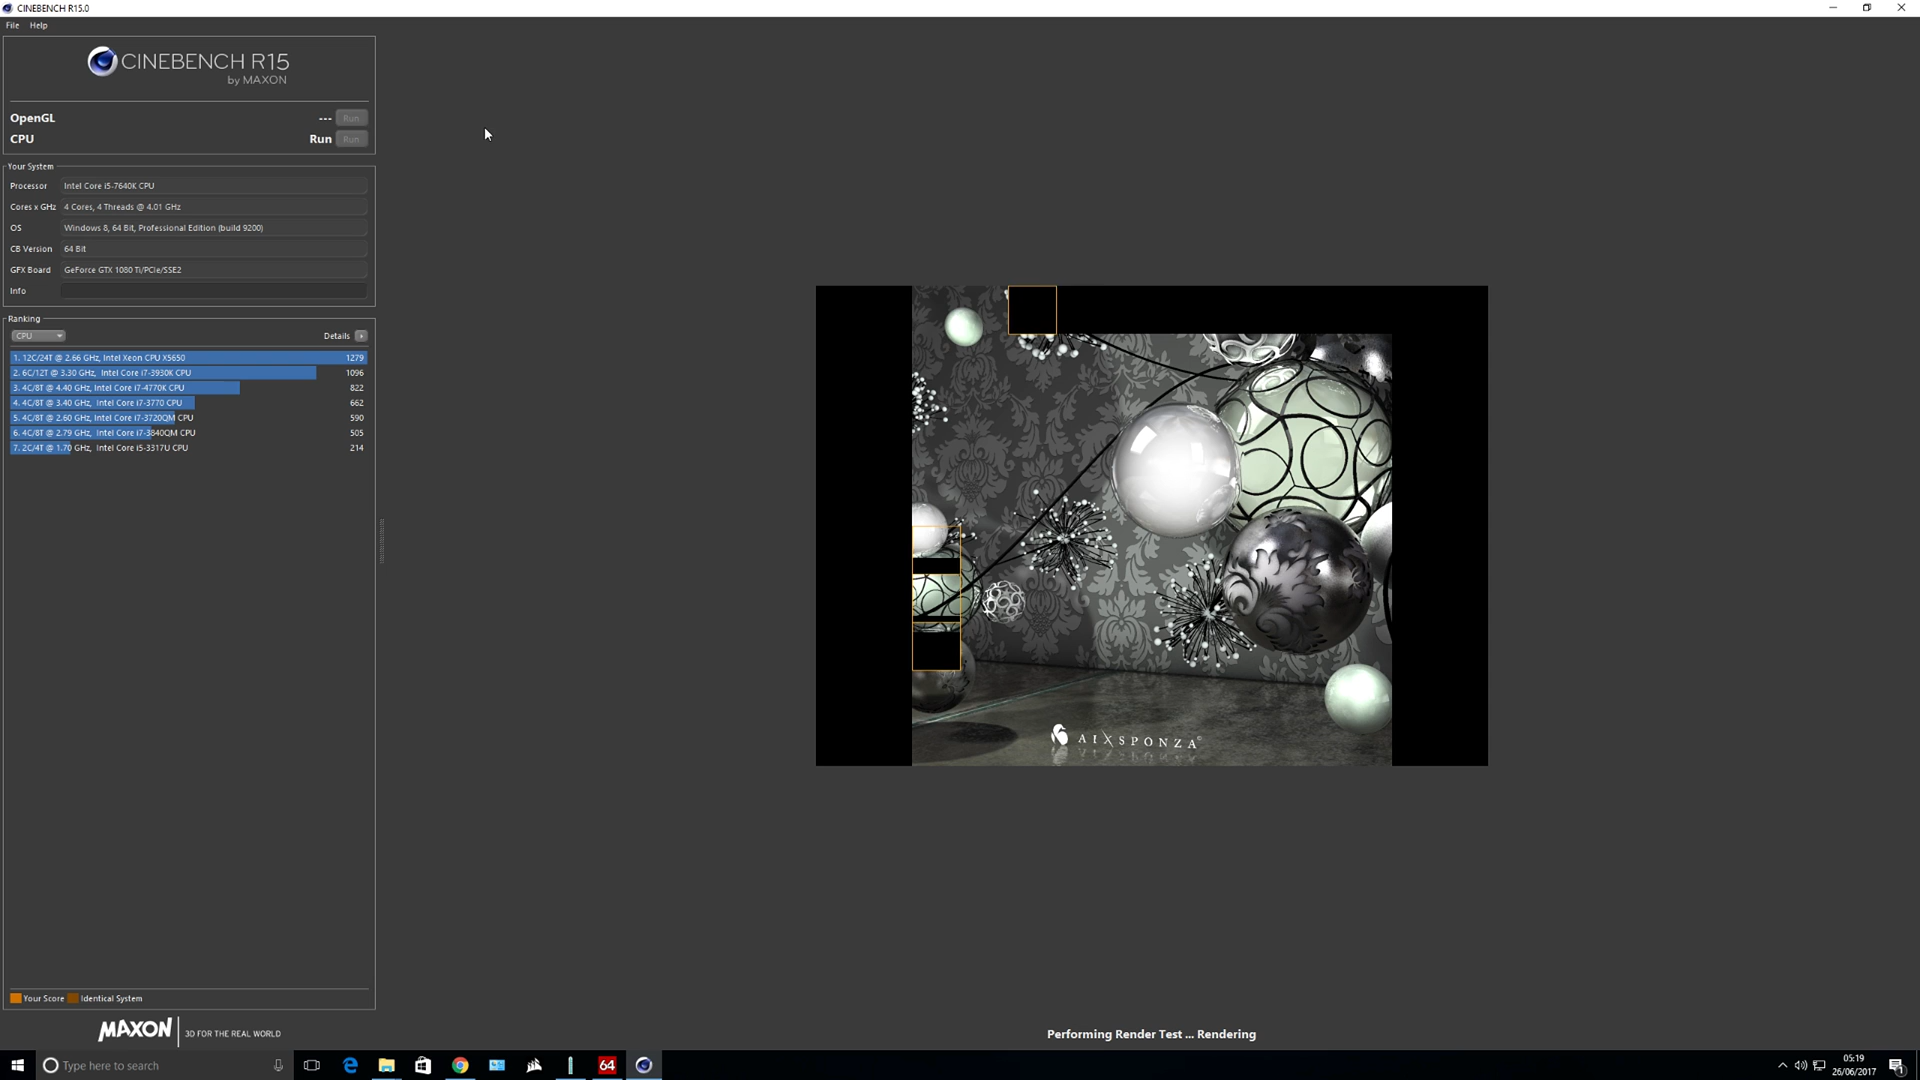 CINEBENCH R15.0
File Help
CINEBENCH R15
by MAXON
OpenGL --- Run
CPU Run Run
Your System
Processor Intel Core i5-7640K CPU
Cores x GHz 4 Cores, 4 Threads @ 4.01 GHz
OS Windows 8, 64 Bit, Professional Edition (build 9200)
CB Version 64 Bit
GFX Board GeForce GTX 1080 Ti/PCIe/SSE2
Info
Ranking
CPU Details +
1. 12C/24T @ 2.66 GHz, Intel Xeon CPU X5650 1279
2. 6C/12T @ 3.30 GHz, Intel Core i7-3930K CPU 1096
3. 4C/8T @ 4.40 GHz, Intel Core i7-4770K CPU 822
4. 4C/8T @ 3.40 GHz, Intel Core i7-3770 CPU 662
5. 4C/8T @ 2.60 GHz, Intel Core i7-3720QM CPU 590
6. 4C/8T @ 2.79 GHz, Intel Core i7-3840QM CPU 505
7. 2C/4T @ 1.70 GHz, Intel Core i5-3317U CPU 214
AIXSPONZA
Your Score Identical System
MAXON 3D FOR THE REAL WORLD
Performing Render Test ... Rendering
Type here to search
64
05:19
26/06/2017